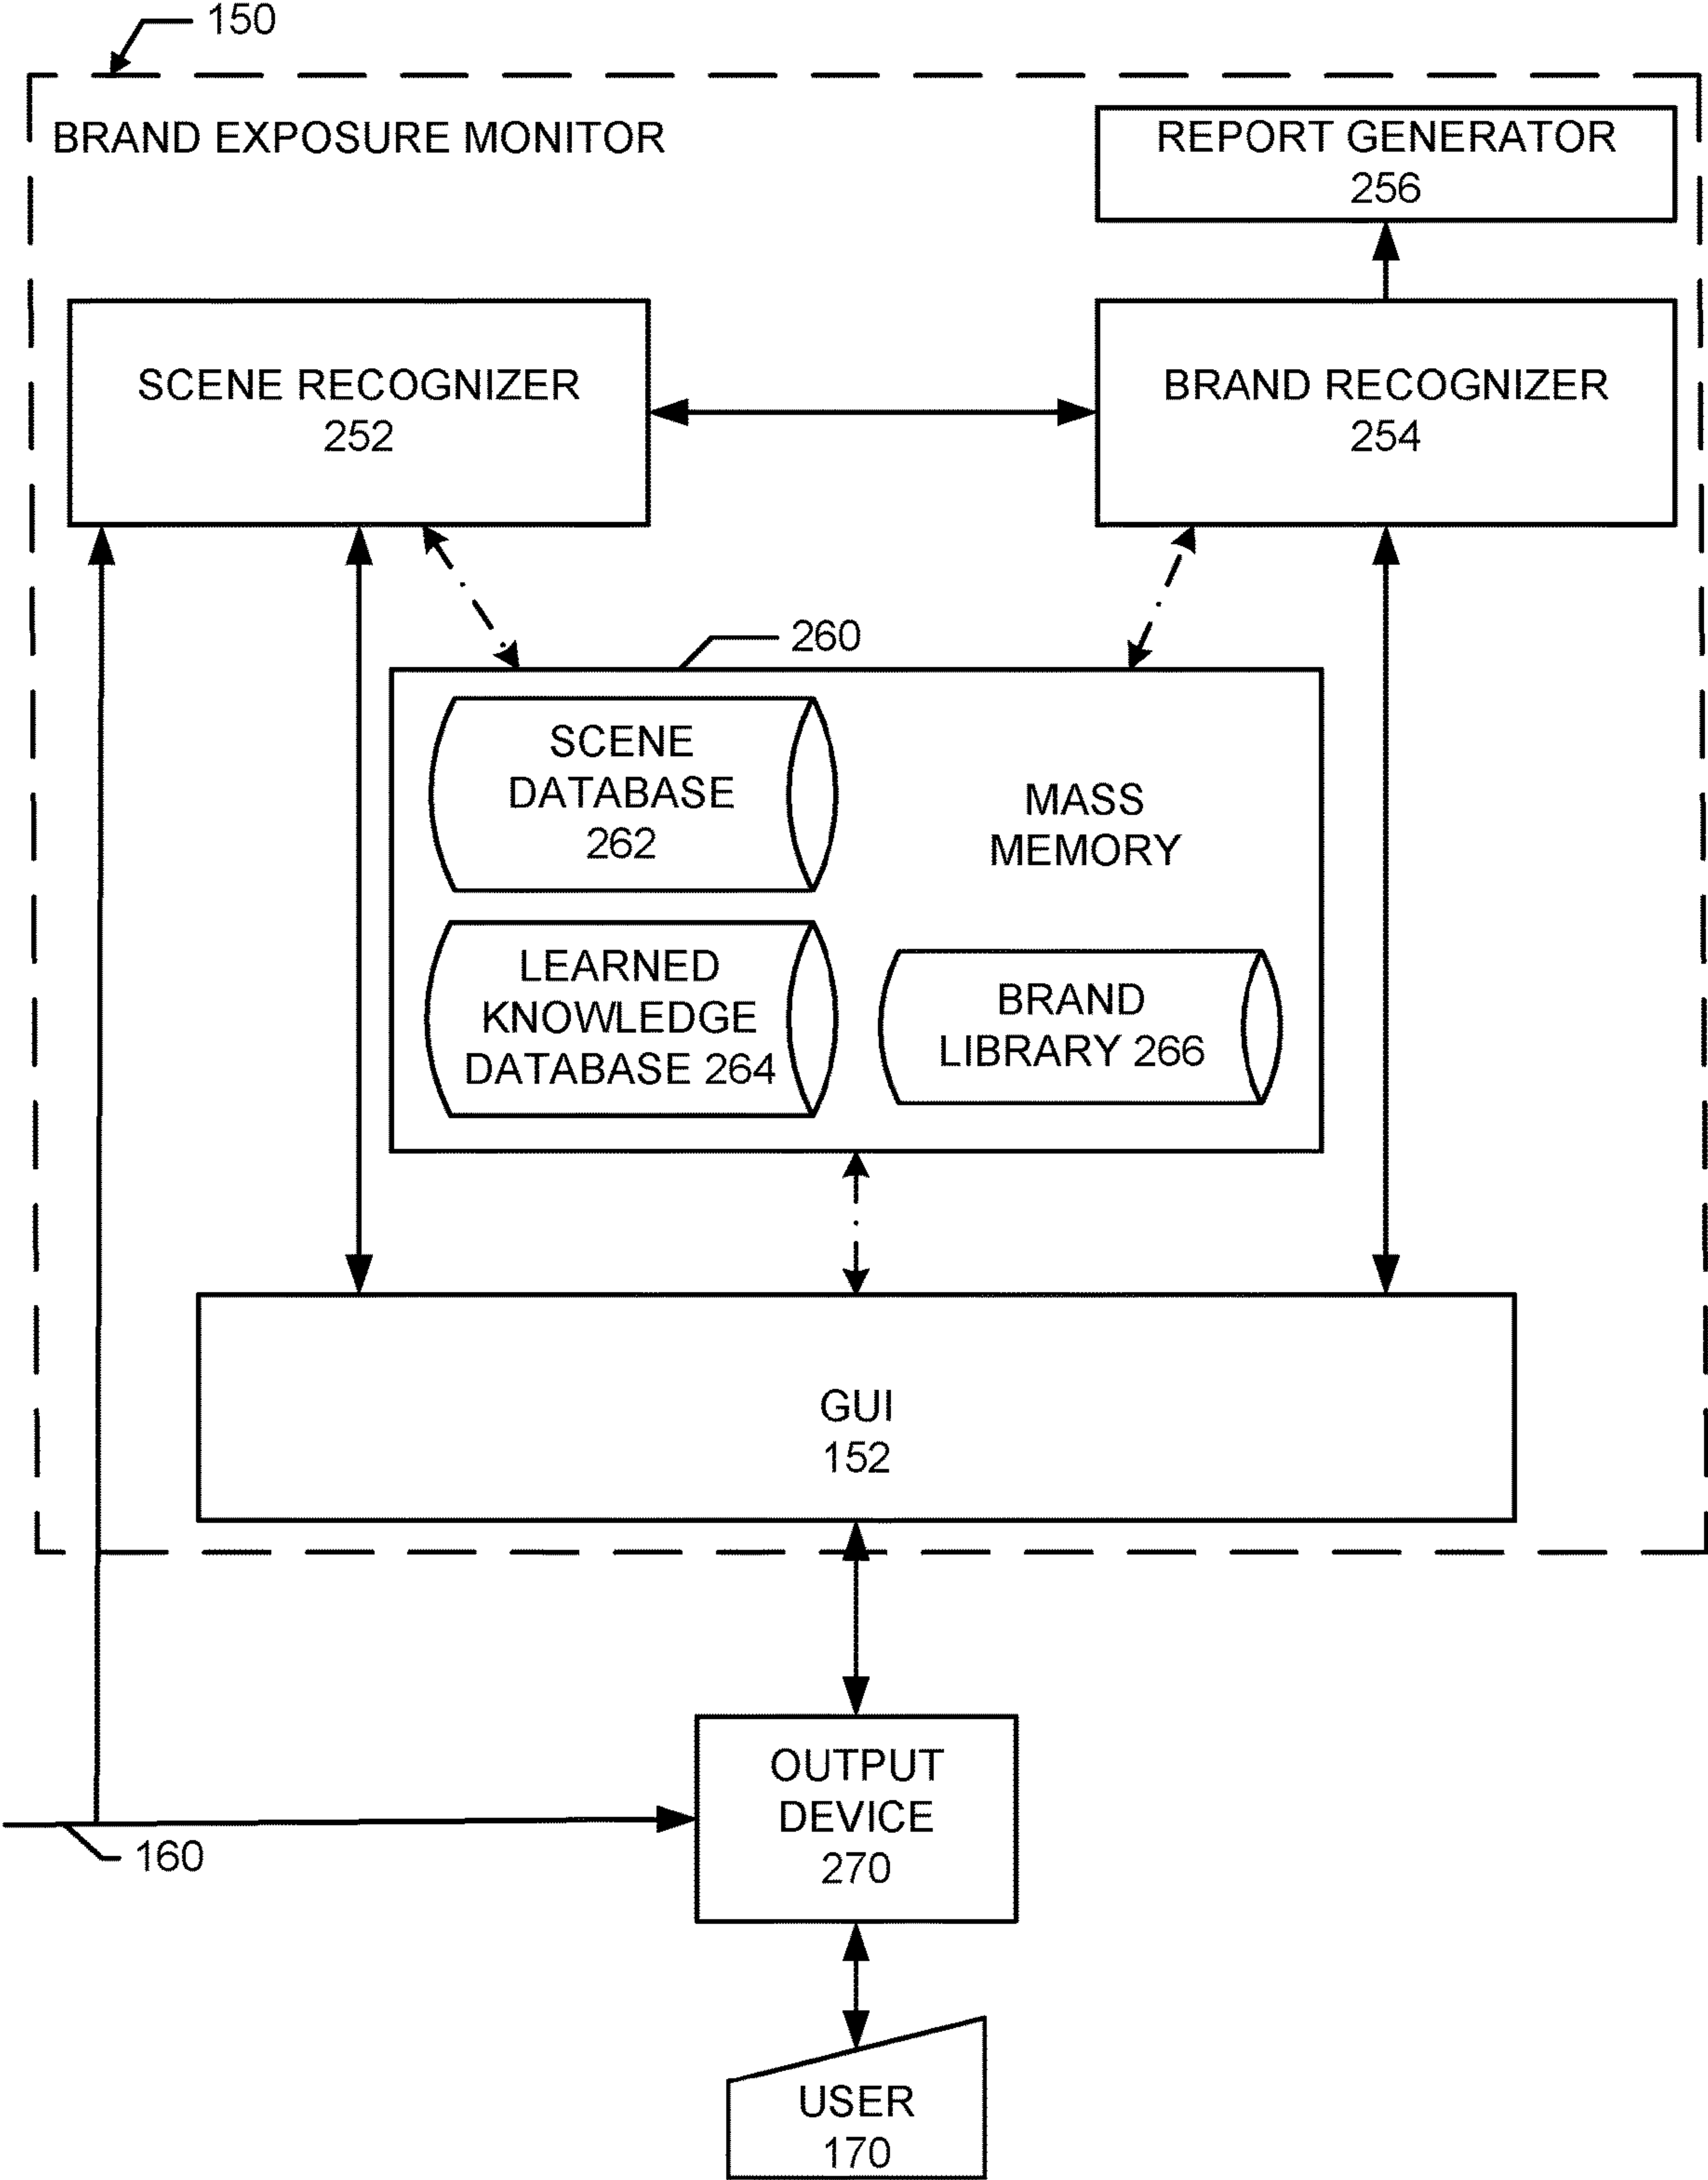 150
BRAND EXPOSURE MONITOR
REPORT GENERATOR
256
SCENE RECOGNIZER
252
BRAND RECOGNIZER
254
260
SCENE
DATABASE
262
MASS
MEMORY
LEARNED
KNOWLEDGE
DATABASE 264
BRAND
LIBRARY 266
GUI
152
OUTPUT
DEVICE
270
160
USER
170